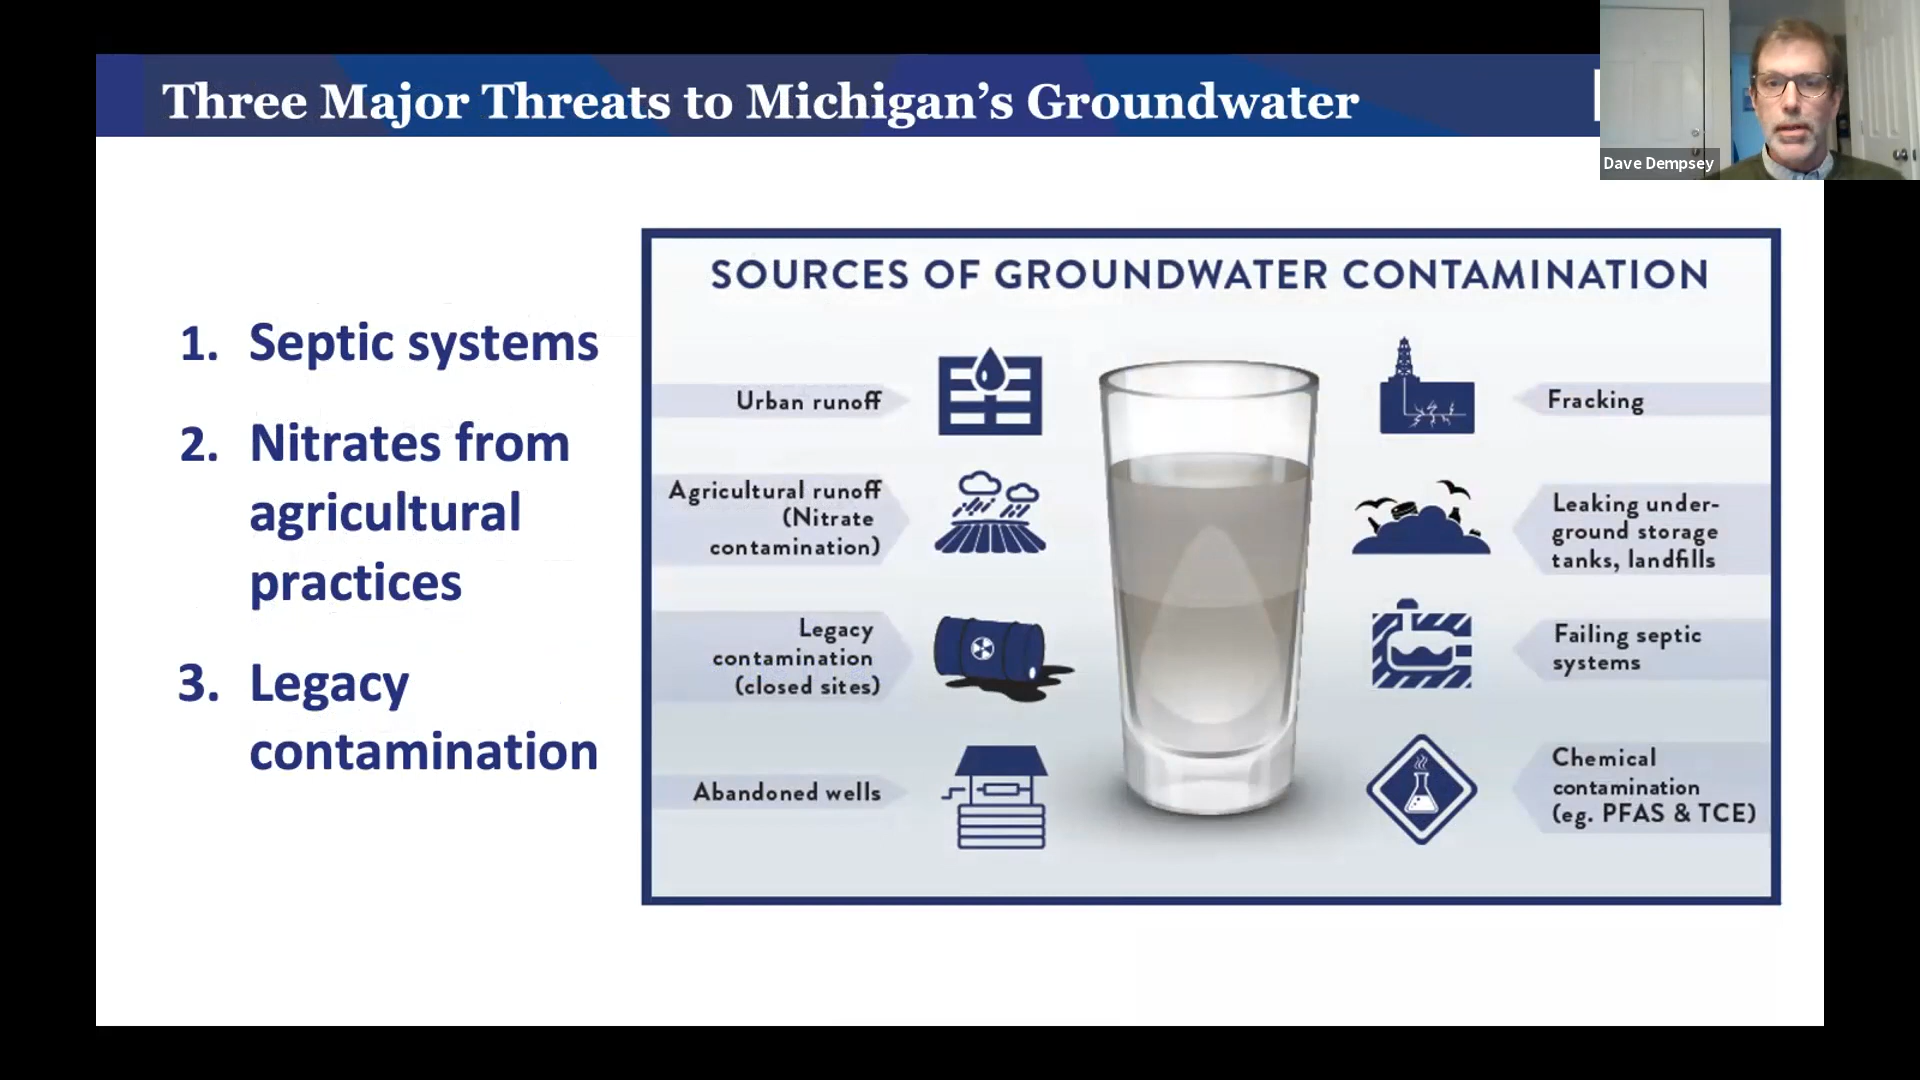 Three Major Threats to Michigan's Groundwater
Dave Dempsey
1. Septic systems
2. Nitrates from
agricultural
practices
3. Legacy
contamination
SOURCES OF GROUNDWATER CONTAMINATION
Urban runoff
Agricultural runoff
(Nitrate
contamination)
Legacy
contamination
(closed sites)
Abandoned wells
Fracking
Leaking under-
ground storage
tanks, landfills
Failing septic
systems
Chemical
contamination
(eg. PFAS & TCE)